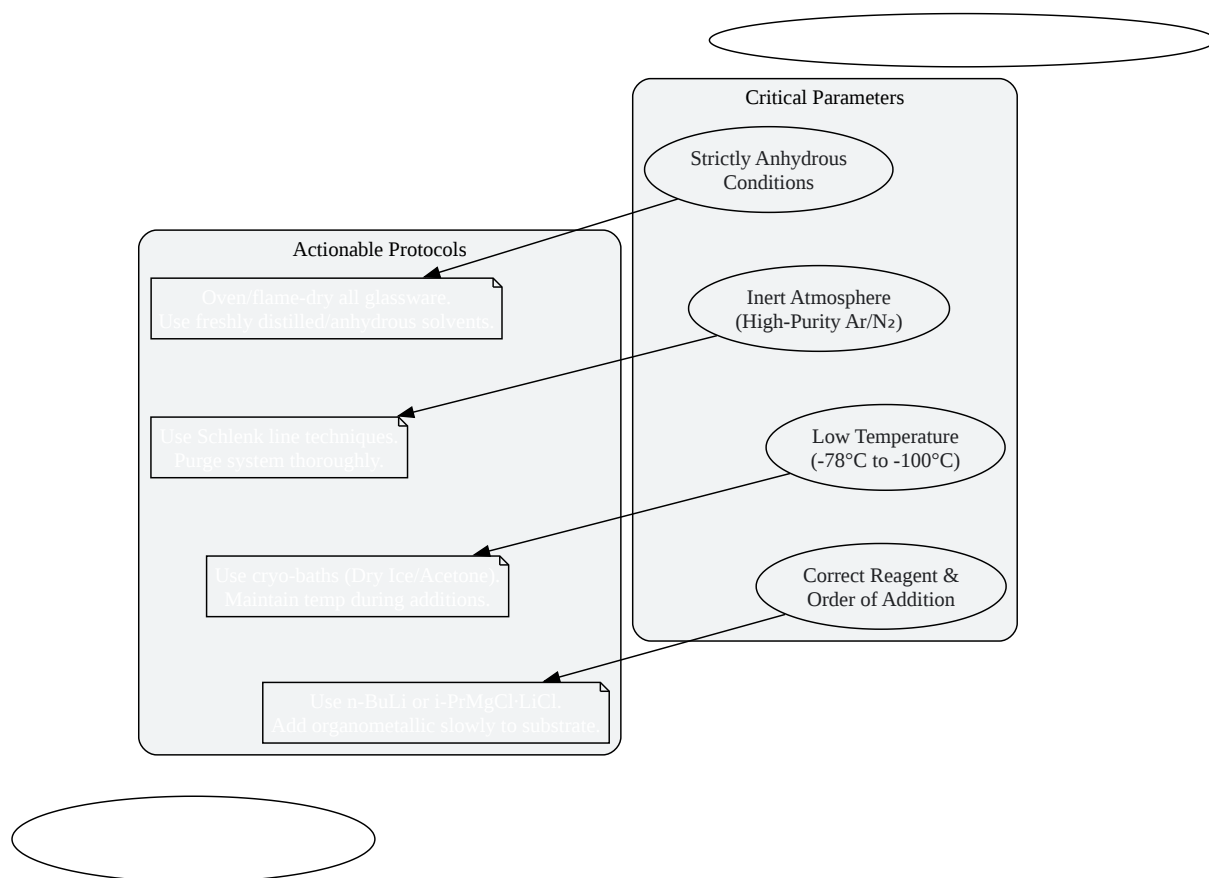 Critical Parameters
Strictly Anhydrous
Conditions
Actionable Protocols
Oven/flame-dry all glassware.
Use freshly distilled/anhydrous solvents.
Inert Atmosphere
(High-Purity Ar/N₂)
Use Schlenk line techniques.
Purge system thoroughly.
Low Temperature
(-78°C to -100°C)
Use cryo-baths (Dry Ice/Acetone).
Maintain temp during additions.
Correct Reagent &
Order of Addition
Use n-BuLi or i-PrMgCl·LiCl.
Add organometallic slowly to substrate.